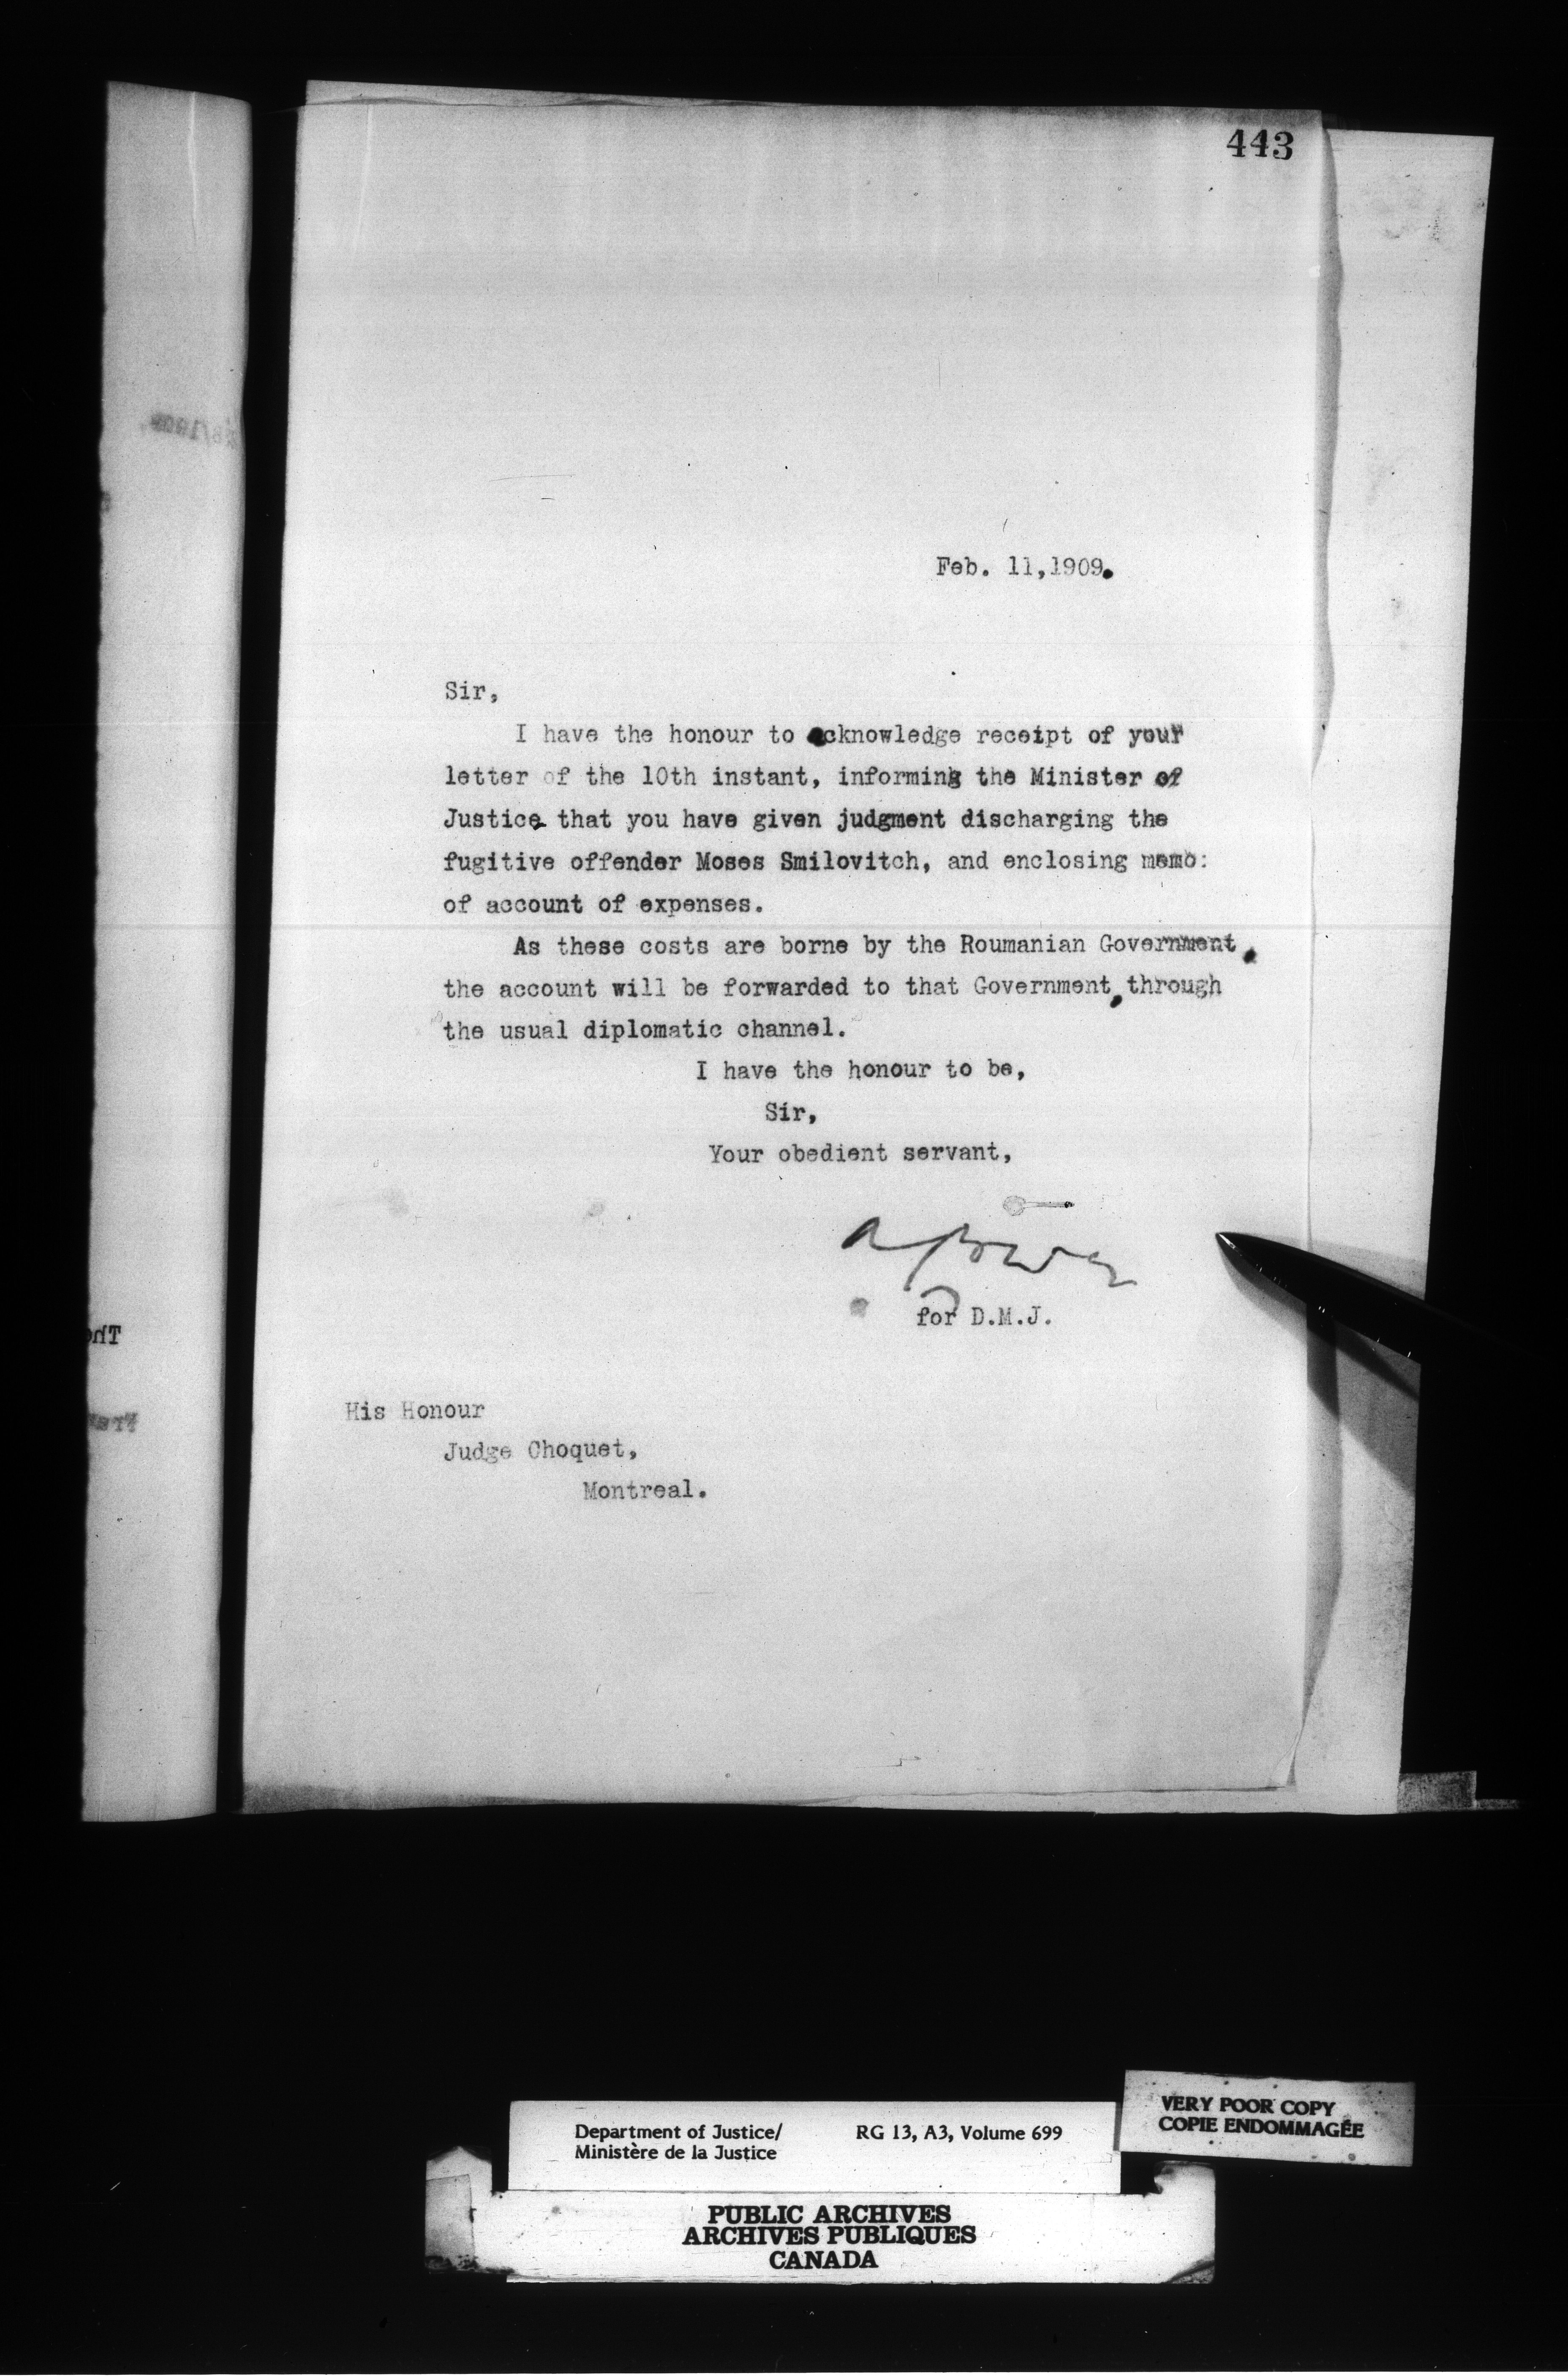 443
Feb. 11,1909.
Sir,
I have the honour to acknowledge receipt of your
letter of the 10th instant, informing the Minister of
Justice that you have given judgment discharging the
fugitive offender Moses Smilovitch, and enclosing memo:
of account of expenses.
As these costs are borne by the Roumanian Government,
the account will be forwarded to that Government, through
the usual diplomatic channel.
I have the honour to be,
Sir,
Your obedient servant,
for D.M.J.
His Honour
Judge Choquet,
Montreal.
Department of Justice/ RG 13, A3, Volume 699
Ministère de la Justice
VERY POOR COPY
COPIE ENDOMMAGÉE
PUBLIC ARCHIVES
ARCHIVES PUBLIQUES
CANADA